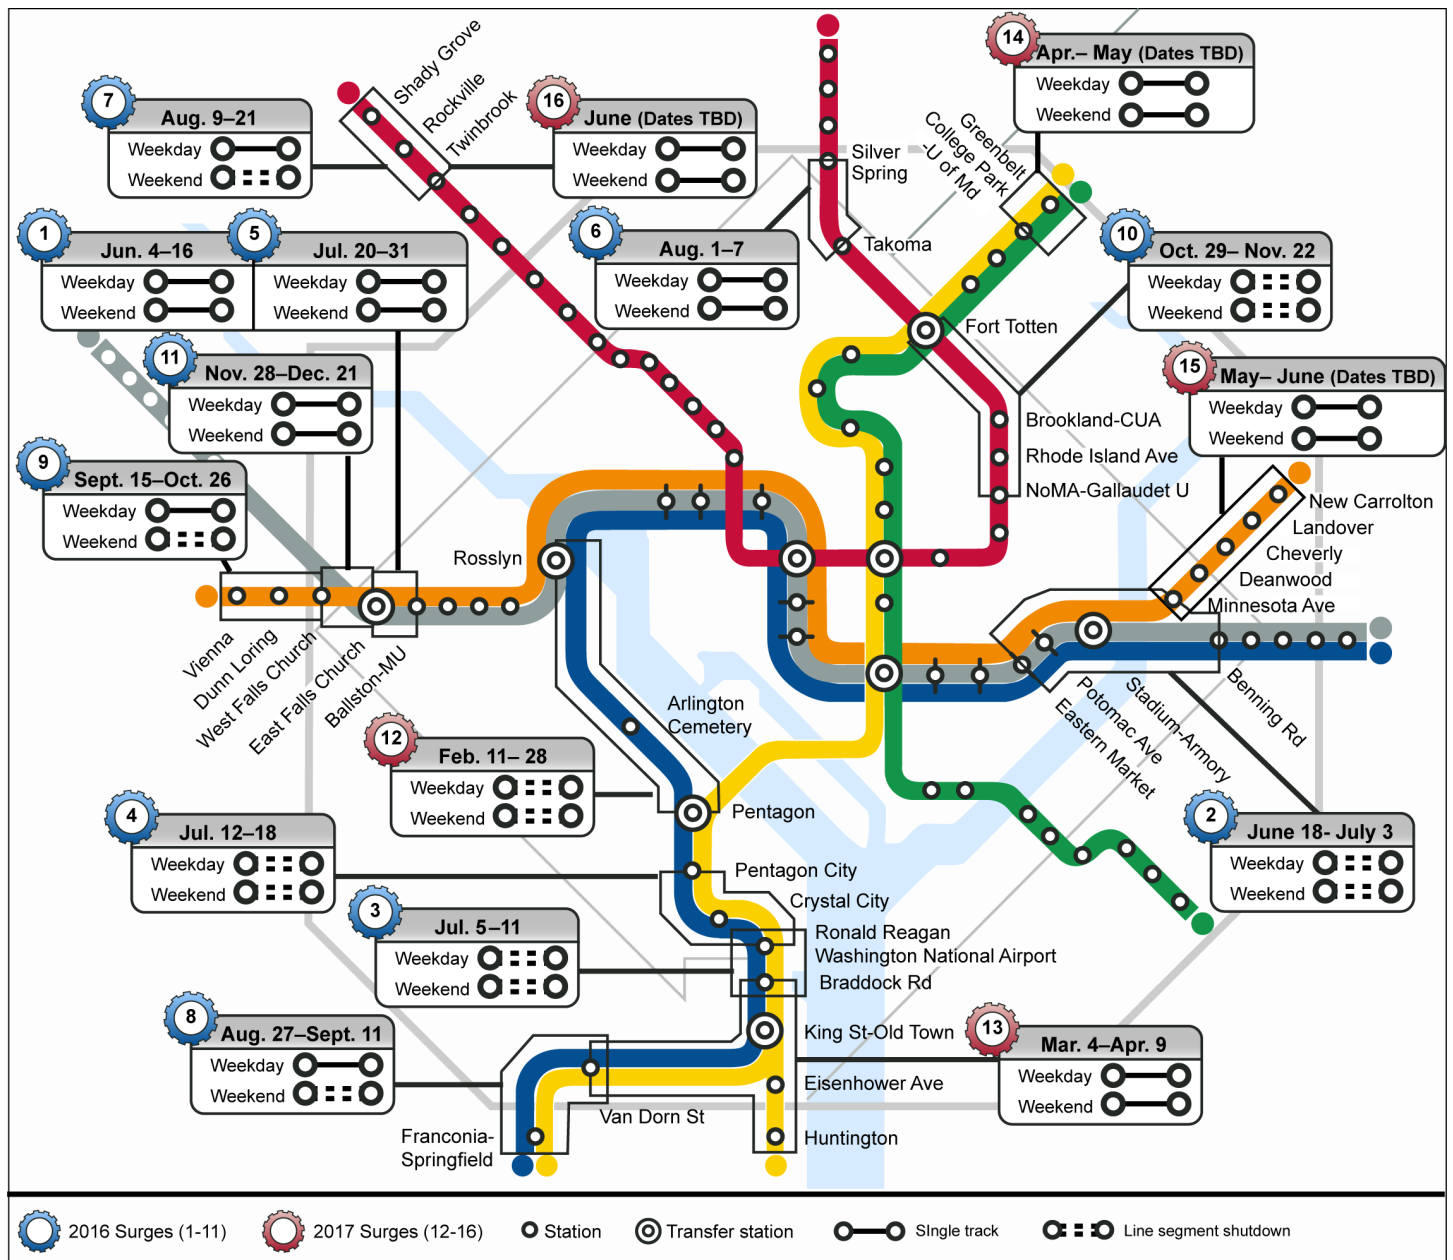 14
Apr.– May (Dates TBD)
Weekday
Weekend
7
Aug. 9–21
Weekday
Weekend
Shady Grove
Rockville
Twinbrook
16
June (Dates TBD)
Weekday
Weekend
Silver
Spring
Takoma
Greenbelt
College Park
-U of Md
1
Jun. 4–16
Weekday
Weekend
5
Jul. 20–31
Weekday
Weekend
6
Aug. 1–7
Weekday
Weekend
10
Oct. 29– Nov. 22
Weekday
Weekend
Fort Totten
11
Nov. 28–Dec. 21
Weekday
Weekend
15
May– June (Dates TBD)
Weekday
Weekend
Brookland-CUA
Rhode Island Ave
NoMA-Gallaudet U
9
Sept. 15–Oct. 26
Weekday
Weekend
New Carrolton
Landover
Cheverly
Deanwood
Minnesota Ave
Rosslyn
Vienna
Dunn Loring
West Falls Church
East Falls Church
Ballston-MU
Arlington
Cemetery
Benning Rd
Stadium-Armory
Potomac Ave
Eastern Market
12
Feb. 11– 28
Weekday
Weekend
Pentagon
4
Jul. 12–18
Weekday
Weekend
2
June 18- July 3
Weekday
Weekend
Pentagon City
Crystal City
3
Jul. 5–11
Weekday
Weekend
Ronald Reagan
Washington National Airport
Braddock Rd
8
Aug. 27–Sept. 11
Weekday
Weekend
King St-Old Town
13
Mar. 4–Apr. 9
Weekday
Weekend
Eisenhower Ave
Van Dorn St
Franconia-
Springfield
Huntington
2016 Surges (1-11)
2017 Surges (12-16)
Station
Transfer station
SIngle track
Line segment shutdown